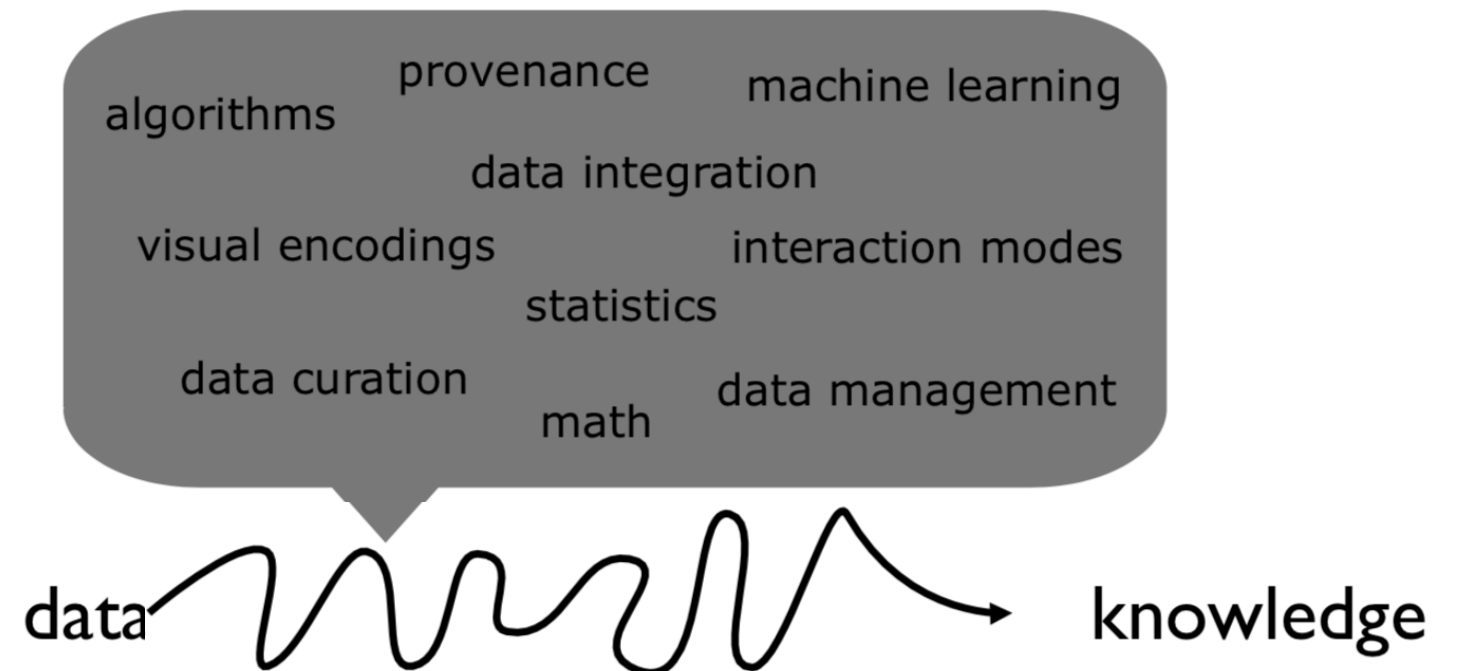 provenance
machine learning
algorithms
data integration
visual encodings
interaction modes
statistics
data curation
data management
math
data
knowledge